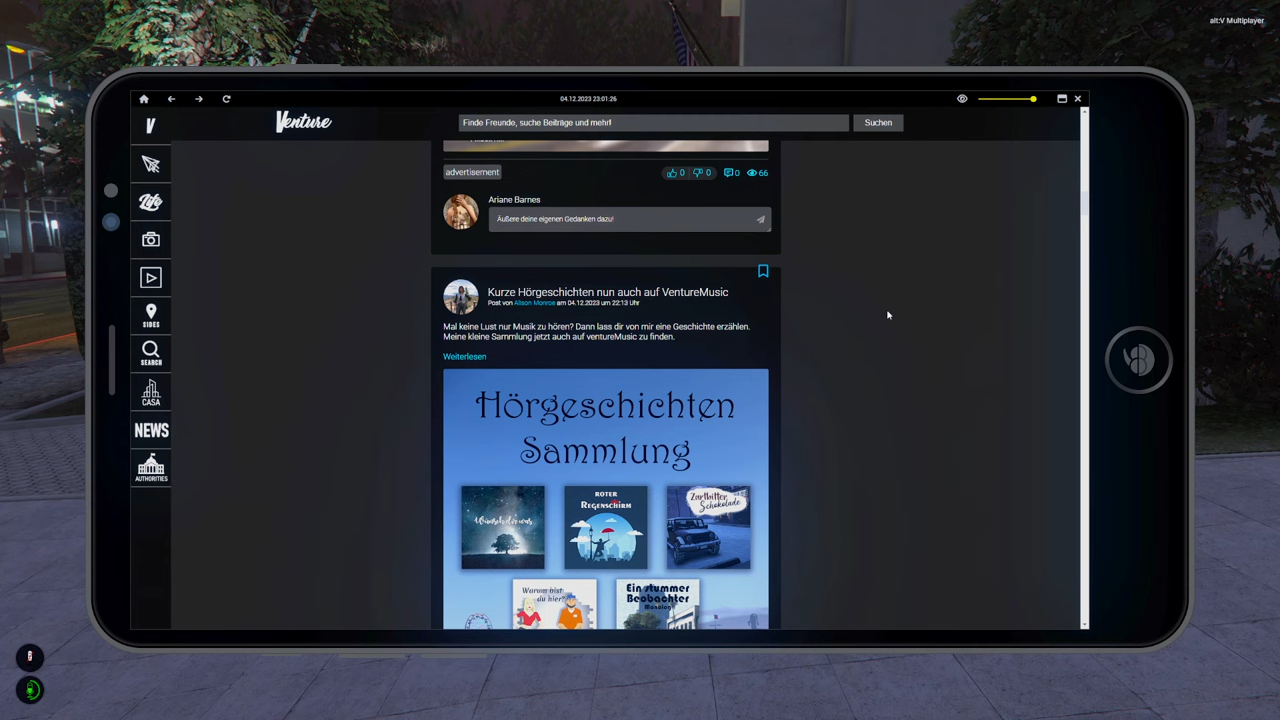 alt:V Multiplayer
04.12.2023 23:01:26
V
Venture
Finde Freunde, suche Beiträge und mehr!
Suchen
Life
SIDES
SEARCH
CASA
NEWS
AUTHORITIES
advertisement
0
0
0
66
Ariane Barnes
Äußere deine eigenen Gedanken dazu!
Kurze Hörgeschichten nun auch auf VentureMusic
Post von Alison Monroe am 04.12.2023 um 22:13 Uhr
Mal keine Lust nur Musik zu hören? Dann lass dir von mir eine Geschichte erzählen.
Meine kleine Sammlung jetzt auch auf ventureMusic zu finden.
Weiterlesen
Hörgeschichten
Sammlung
Wünsch dir was
ROTER
REGENSCHIRM
Zartbitter
Schokolade
Warum bist
du hier?
Ein stummer
Beobachter
Monolog